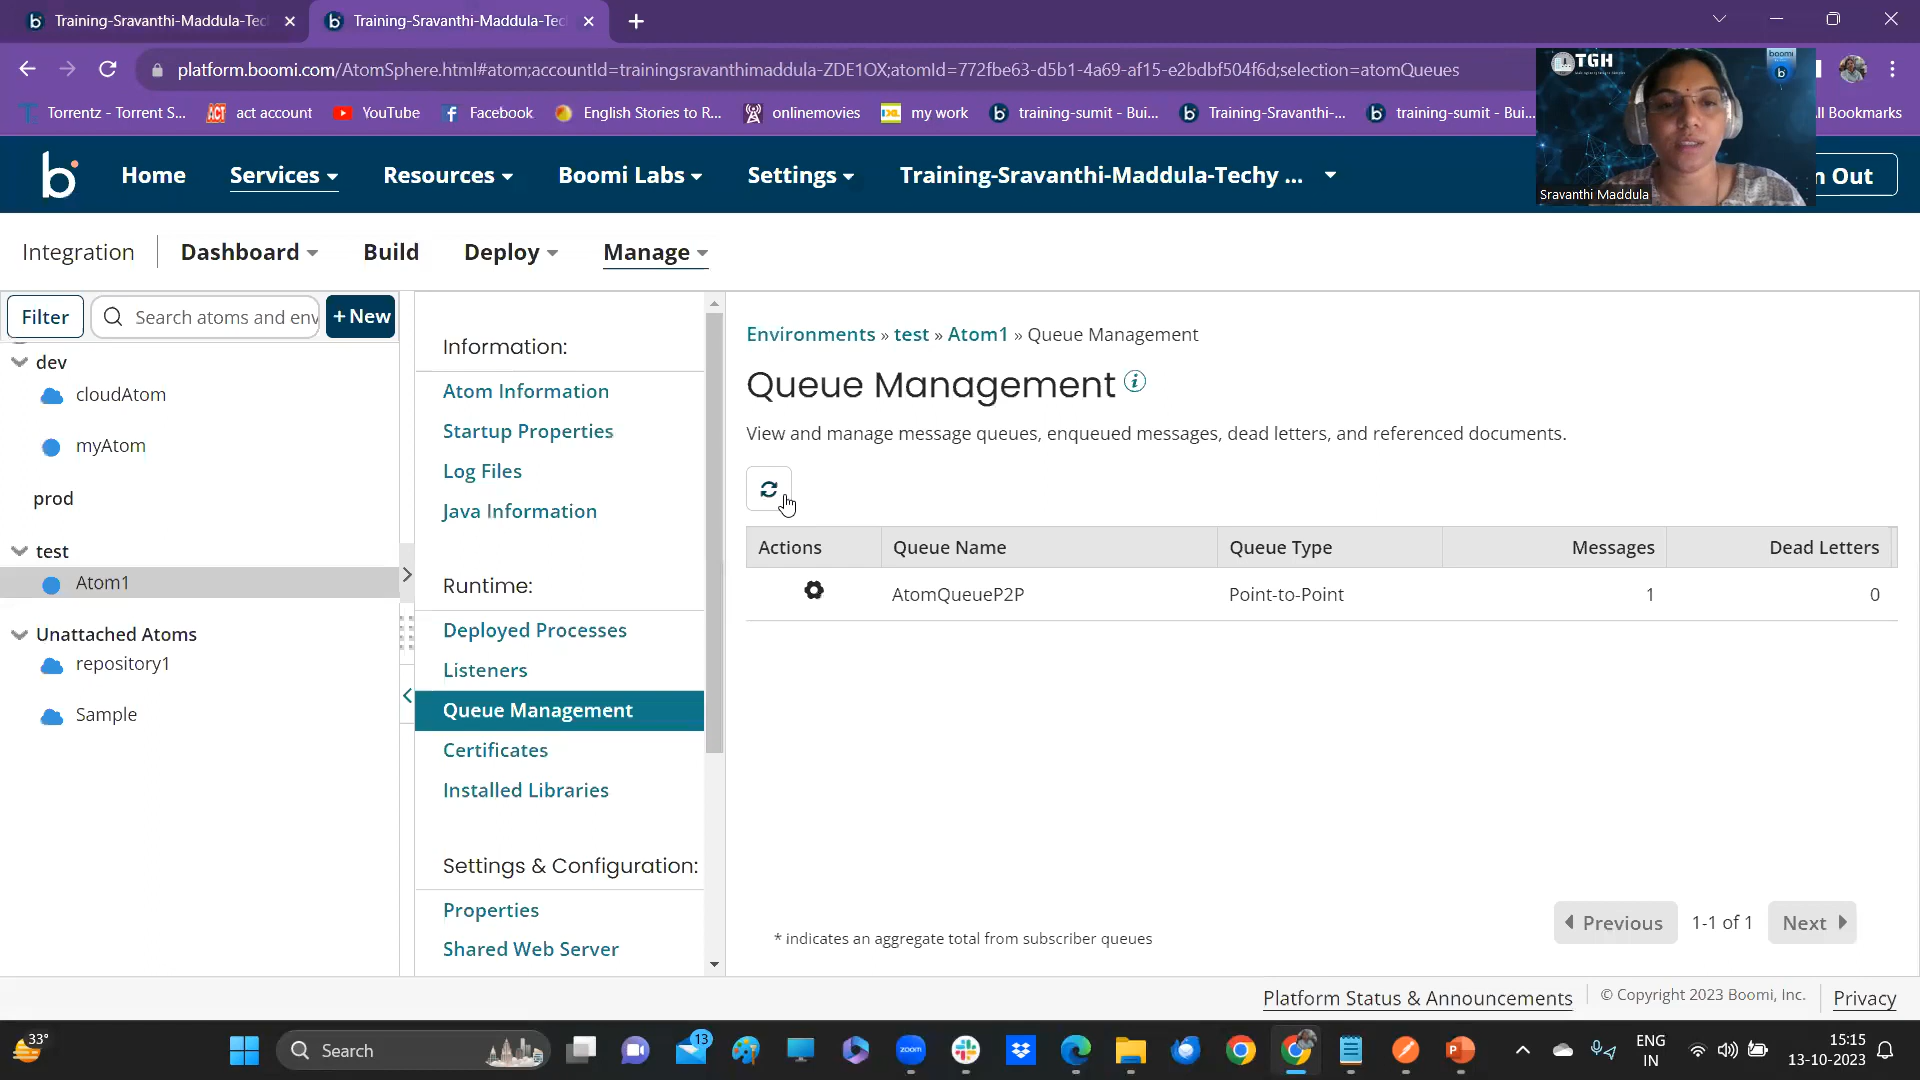 Training-Sravanthi-Maddula-Tec
Training-Sravanthi-Maddula-Tec
platform.boomi.com/AtomSphere.html#atom;accountId=trainingsravanthimaddula-ZDE1OX;atomId=772fbe63-d5b1-4a69-af15-e2bdbf504f6d;selection=atomQueues
Torrentz - Torrent S...
ACT
act account
YouTube
Facebook
English Stories to R...
onlinemovies
my work
training-sumit - Bui...
Training-Sravanthi-...
training-sumit - Bui...
ll Bookmarks
TGH
boomi
Sravanthi Maddula
Home
Services
Resources
Boomi Labs
Settings
Training-Sravanthi-Maddula-Techy ...
n Out
Integration
Dashboard
Build
Deploy
Manage
Filter
Search atoms and env
+ New
dev
cloudAtom
myAtom
prod
test
Atom1
Unattached Atoms
repository1
Sample
Information:
Atom Information
Startup Properties
Log Files
Java Information
Runtime:
Deployed Processes
Listeners
Queue Management
Certificates
Installed Libraries
Settings & Configuration:
Properties
Shared Web Server
Environments » test » Atom1 » Queue Management
Queue Management
View and manage message queues, enqueued messages, dead letters, and referenced documents.
Actions Queue Name Queue Type Messages Dead Letters
AtomQueueP2P Point-to-Point 1 0
* indicates an aggregate total from subscriber queues
Previous 1-1 of 1 Next
Platform Status & Announcements
© Copyright 2023 Boomi, Inc.
Privacy
33°
Search
13
zoom
ENG
IN
15:15
13-10-2023